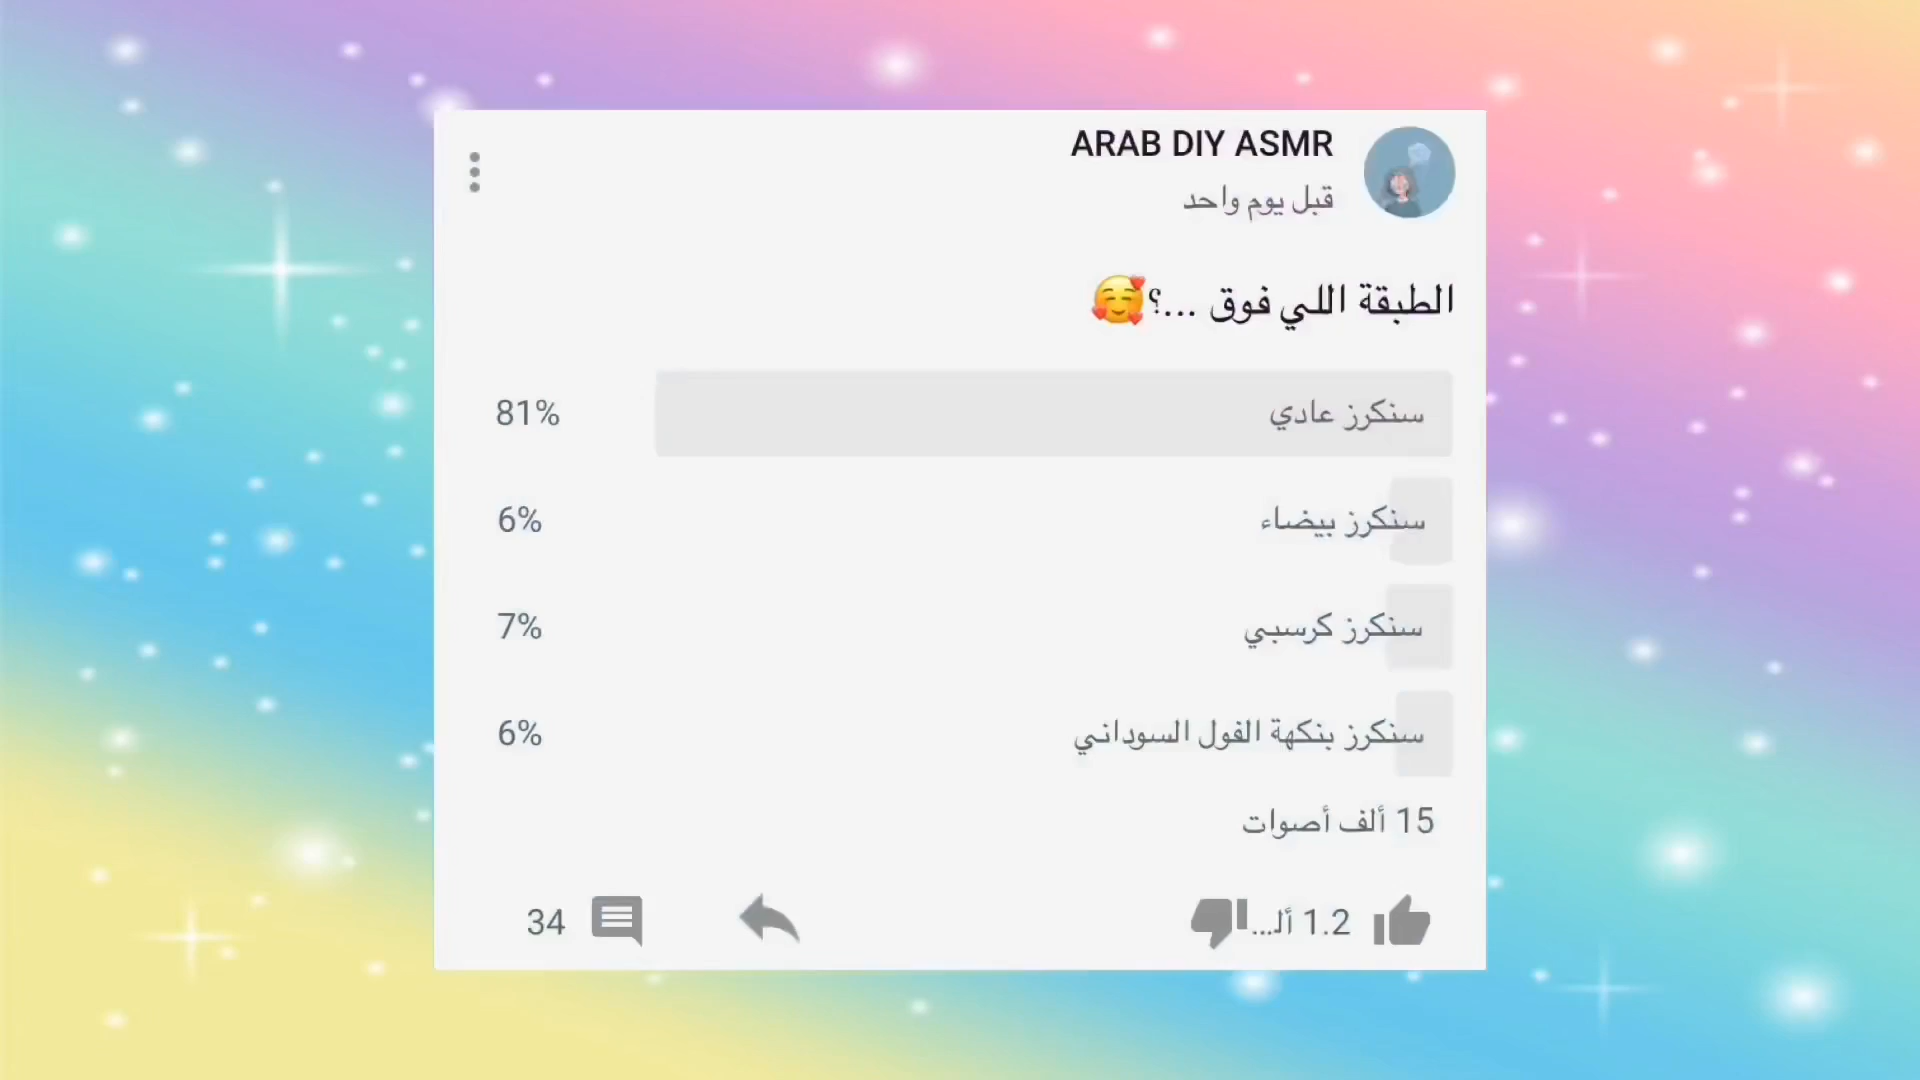 ARAB DIY ASMR
قبل يوم واحد
الطبقة اللي فوق ...؟🥰
سنكرز عادي 81%
سنكرز بيضاء 6%
سنكرز كرسبي 7%
سنكرز بنكهة الفول السوداني 6%
15 ألف أصوات
1.2 ألـ... 34